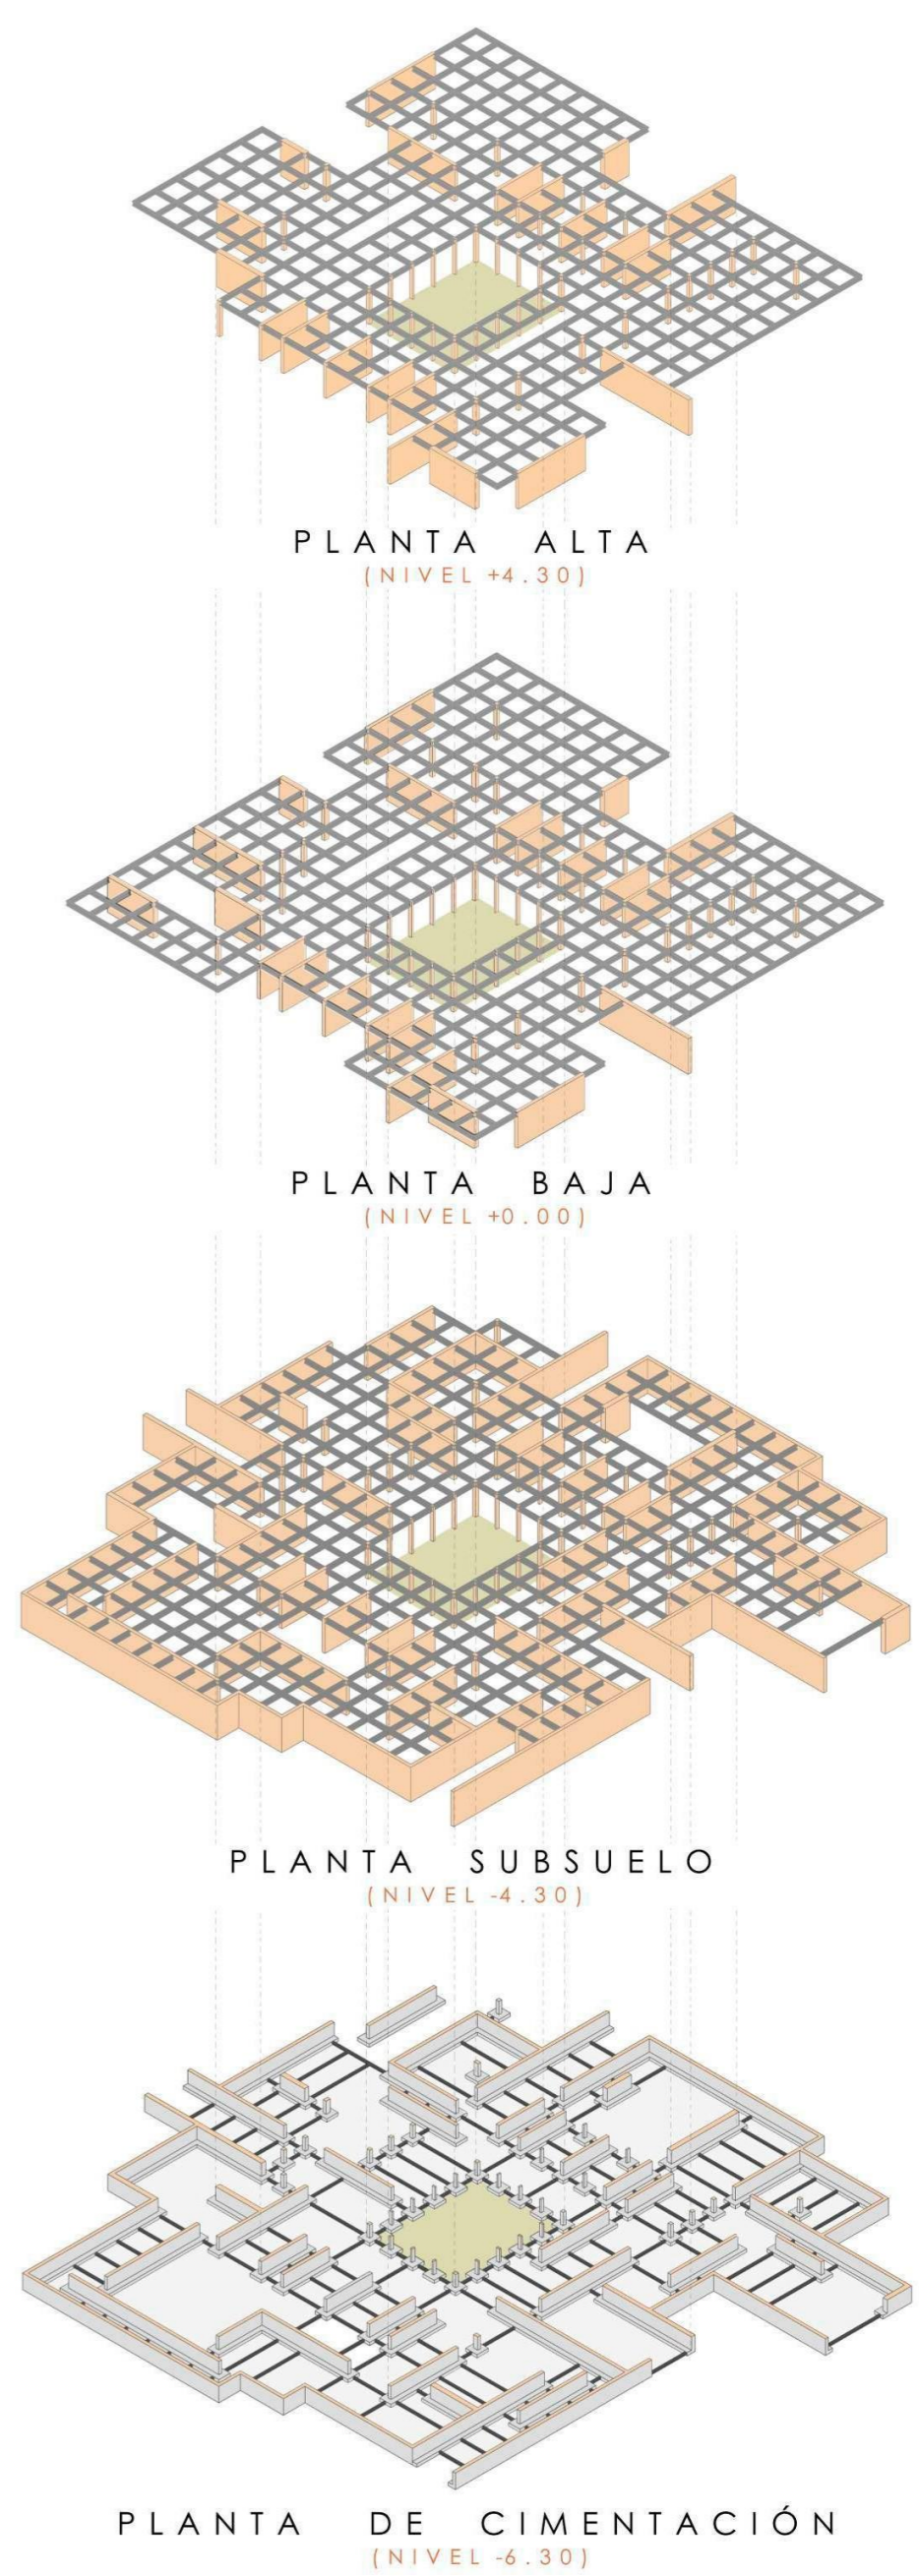 PLANTA ALTA
(NIVEL +4.30)
PLANTA BAJA
(NIVEL +0.00)
PLANTA SUBSUELO
(NIVEL -4.30)
PLANTA DE CIMENTACIÓN
(NIVEL -6.30)